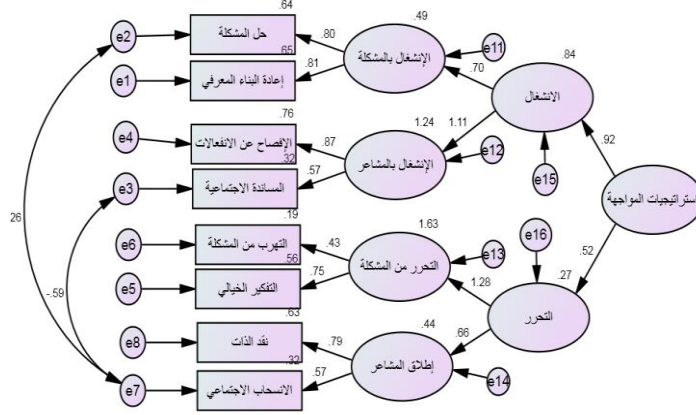 .64
.49
e2
حل المشكلة
.80
e11
.65
الإنشغال بالمشكلة
.84
.81
.70
e1
إعادة البناء المعرفي
الانشغال
.76
1.24
1.11
.92
e4
الإفصاح عن الانفعالات
.87
.32
الإنشغال بالمشاعر
e12
.57
e15
e3
المساندة الاجتماعية
استراتيجيات المواجهة
26
.19
1.63
e16
.52
e6
التهرب من المشكلة
.43
e13
.56
التحرر من المشكلة
.27
-.59
.75
1.28
e5
التفكير الخيالي
التحرر
.63
.44
.66
e8
نقد الذات
.79
.32
إطلاق المشاعر
.57
e14
e7
الانسحاب الاجتماعي